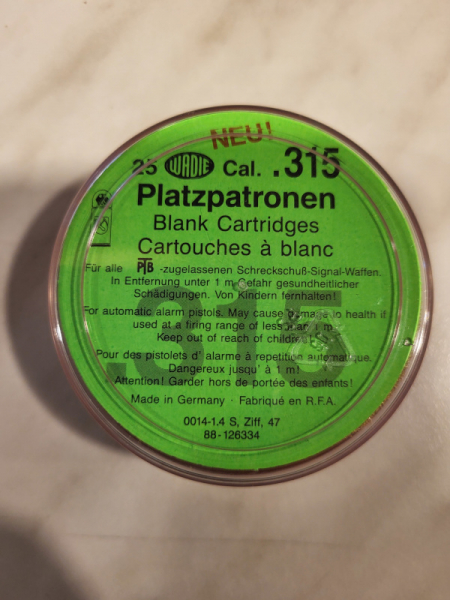 NEU!
25 WADIE Cal. .315
Platzpatronen
Blank Cartridges
Cartouches à blanc
Für alle PTB -zugelassenen Schreckschuß-Signal-Waffen.
In Entfernung unter 1 m Gefahr gesundheitlicher
Schädigungen. Von Kindern fernhalten!
For automatic alarm pistols. May cause damage to health if
used at a firing range of less than 1 m.
Keep out of reach of children!
Pour des pistolets d'alarme à repétition automatique.
Dangereux jusqu'à 1 m!
Attention! Garder hors de portée des enfants!
Made in Germany · Fabriqué en R.F.A.
0014-1.4 S, Ziff, 47
88-126334